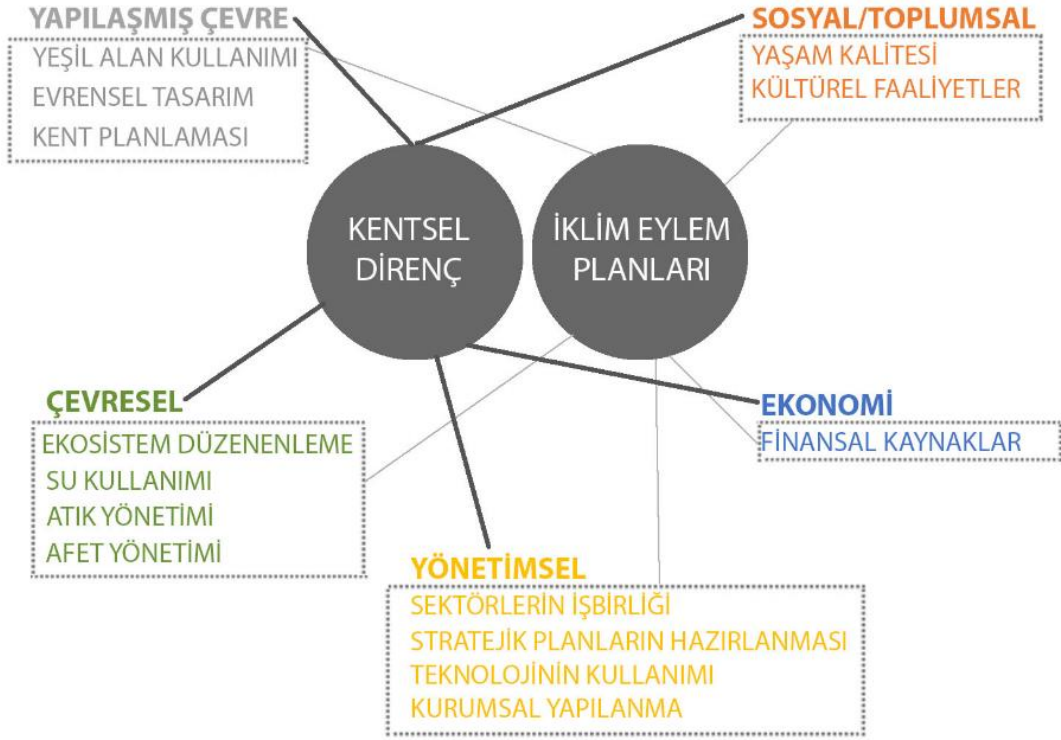 YAPILAŞMIŞ ÇEVRE
YEŞİL ALAN KULLANIMI
EVRENSEL TASARIM
KENT PLANLAMASI
SOSYAL/TOPLUMSAL
YAŞAM KALİTESİ
KÜLTÜREL FAALİYETLER
KENTSEL
DİRENÇ
İKLİM EYLEM
PLANLARI
ÇEVRESEL
EKOSİSTEM DÜZENENLEME
SU KULLANIMI
ATIK YÖNETİMİ
AFET YÖNETİMİ
EKONOMİ
FİNANSAL KAYNAKLAR
YÖNETİMSEL
SEKTÖRLERİN İŞBİRLİĞİ
STRATEJİK PLANLARIN HAZIRLANMASI
TEKNOLOJİNİN KULLANIMI
KURUMSAL YAPILANMA